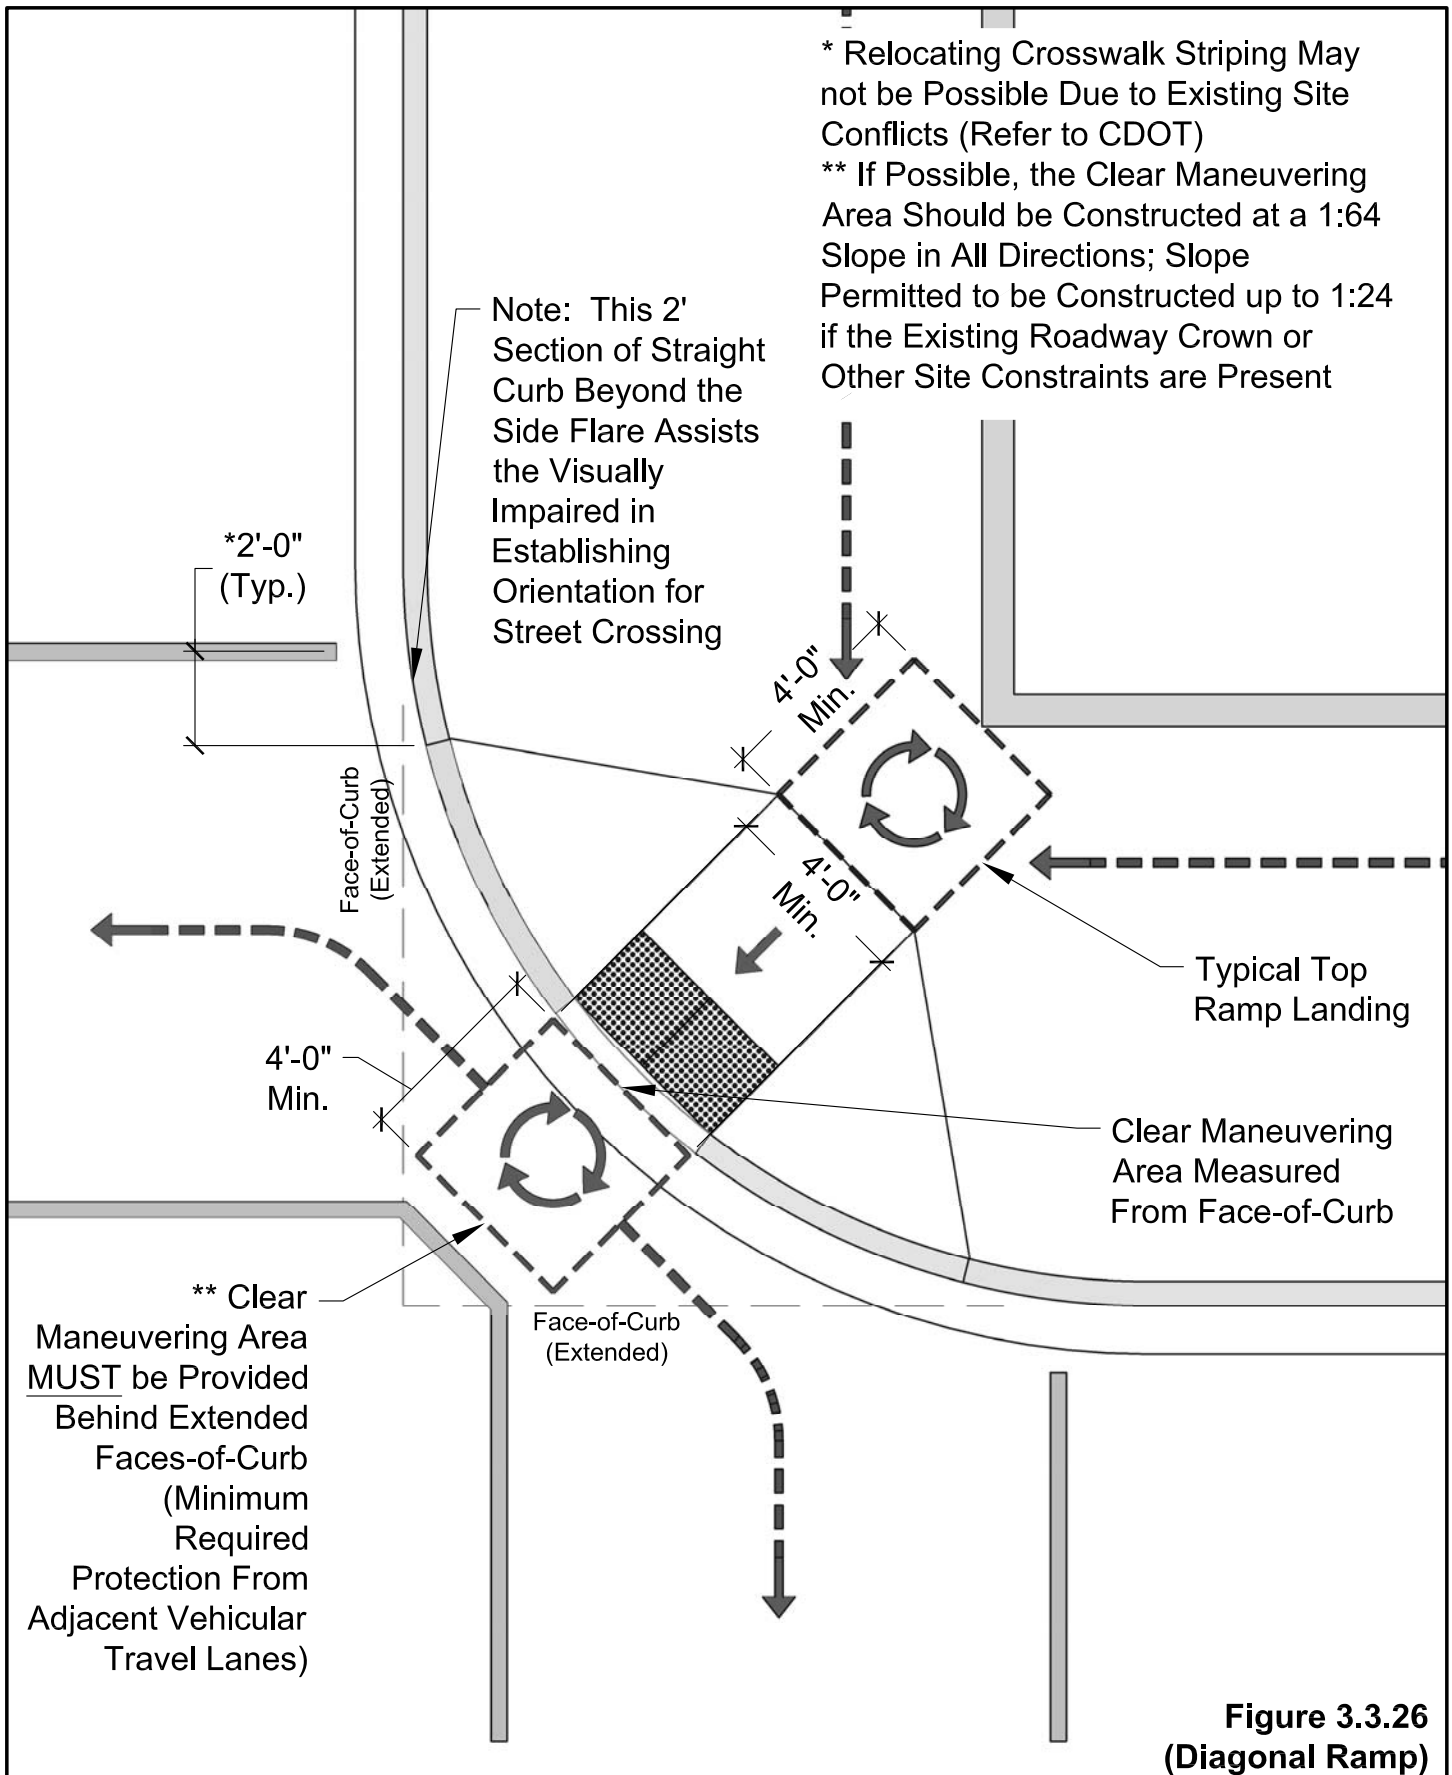 * Relocating Crosswalk Striping May
not be Possible Due to Existing Site
Conflicts (Refer to CDOT)
** If Possible, the Clear Maneuvering
Area Should be Constructed at a 1:64
Slope in All Directions; Slope
Permitted to be Constructed up to 1:24
if the Existing Roadway Crown or
Other Site Constraints are Present
Note: This 2'
Section of Straight
Curb Beyond the
Side Flare Assists
the Visually
Impaired in
Establishing
Orientation for
Street Crossing
*2'-0"
(Typ.)
4'-0"
Min.
Face-of-Curb
(Extended)
4'-0"
Min.
Typical Top
Ramp Landing
4'-0"
Min.
Clear Maneuvering
Area Measured
From Face-of-Curb
** Clear
Maneuvering Area
MUST be Provided
Behind Extended
Faces-of-Curb
(Minimum
Required
Protection From
Adjacent Vehicular
Travel Lanes)
Face-of-Curb
(Extended)
Figure 3.3.26
(Diagonal Ramp)